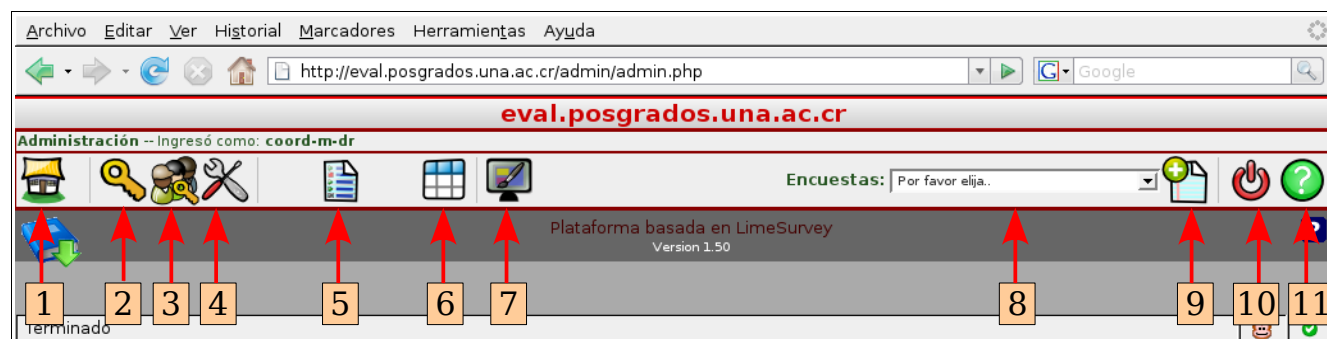 Archivo Editar Ver Historial Marcadores Herramientas Ayuda
http://eval.posgrados.una.ac.cr/admin/admin.php G Google
eval.posgrados.una.ac.cr
Administración -- Ingresó como: coord-m-dr
Encuestas: Por favor elija.. ?
Plataforma basada en LimeSurvey ?
Version 1.50
1 2 3 4 5 6 7 8 9 10 11
Terminado